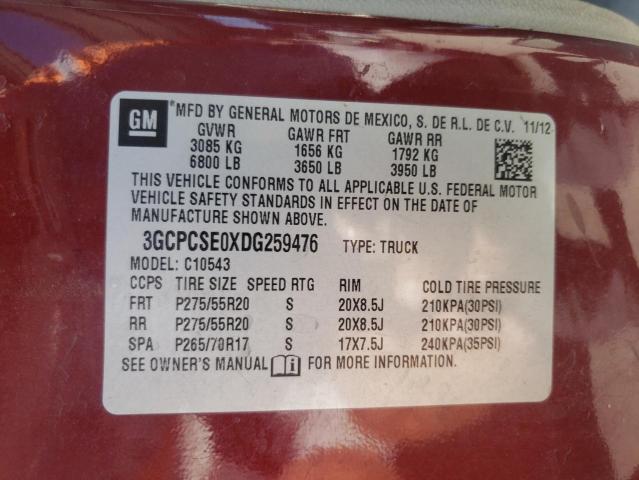 GM
*MFD BY GENERAL MOTORS DE MEXICO, S. DE R.L. DE C.V. 11/12
GVWR GAWR FRT GAWR RR
3085 KG 1656 KG 1792 KG
6800 LB 3650 LB 3950 LB
THIS VEHICLE CONFORMS TO ALL APPLICABLE U.S. FEDERAL MOTOR
VEHICLE SAFETY STANDARDS IN EFFECT ON THE DATE OF
MANUFACTURE SHOWN ABOVE.
3GCPCSE0XDG259476 TYPE: TRUCK
MODEL: C10543
CCPS TIRE SIZE SPEED RTG RIM COLD TIRE PRESSURE
FRT P275/55R20 S 20X8.5J 210KPA(30PSI)
RR P275/55R20 S 20X8.5J 210KPA(30PSI)
SPA P265/70R17 S 17X7.5J 240KPA(35PSI)
SEE OWNER'S MANUAL i FOR MORE INFORMATION.